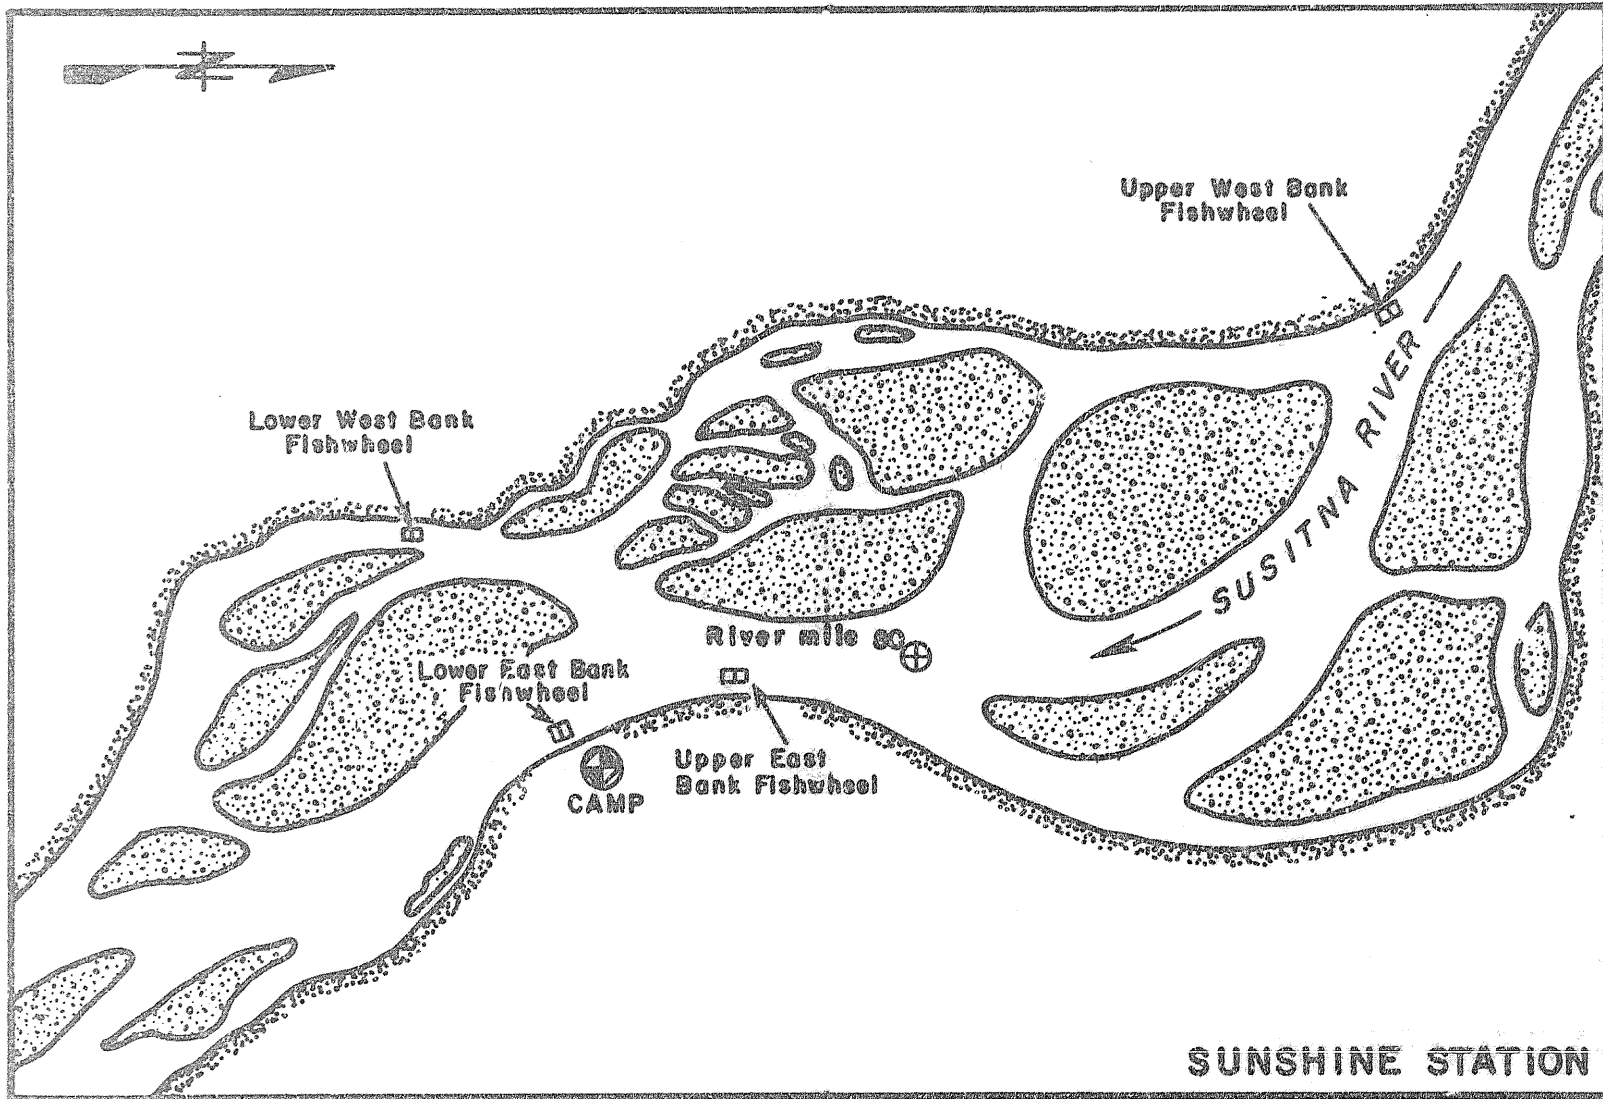 Upper West Bank
Fishwheel
Lower West Bank
Fishwheel
SUSITNA RIVER
River mile 80
Lower East Bank
Fishwheel
Upper East
Bank Fishwheel
CAMP
SUNSHINE STATION